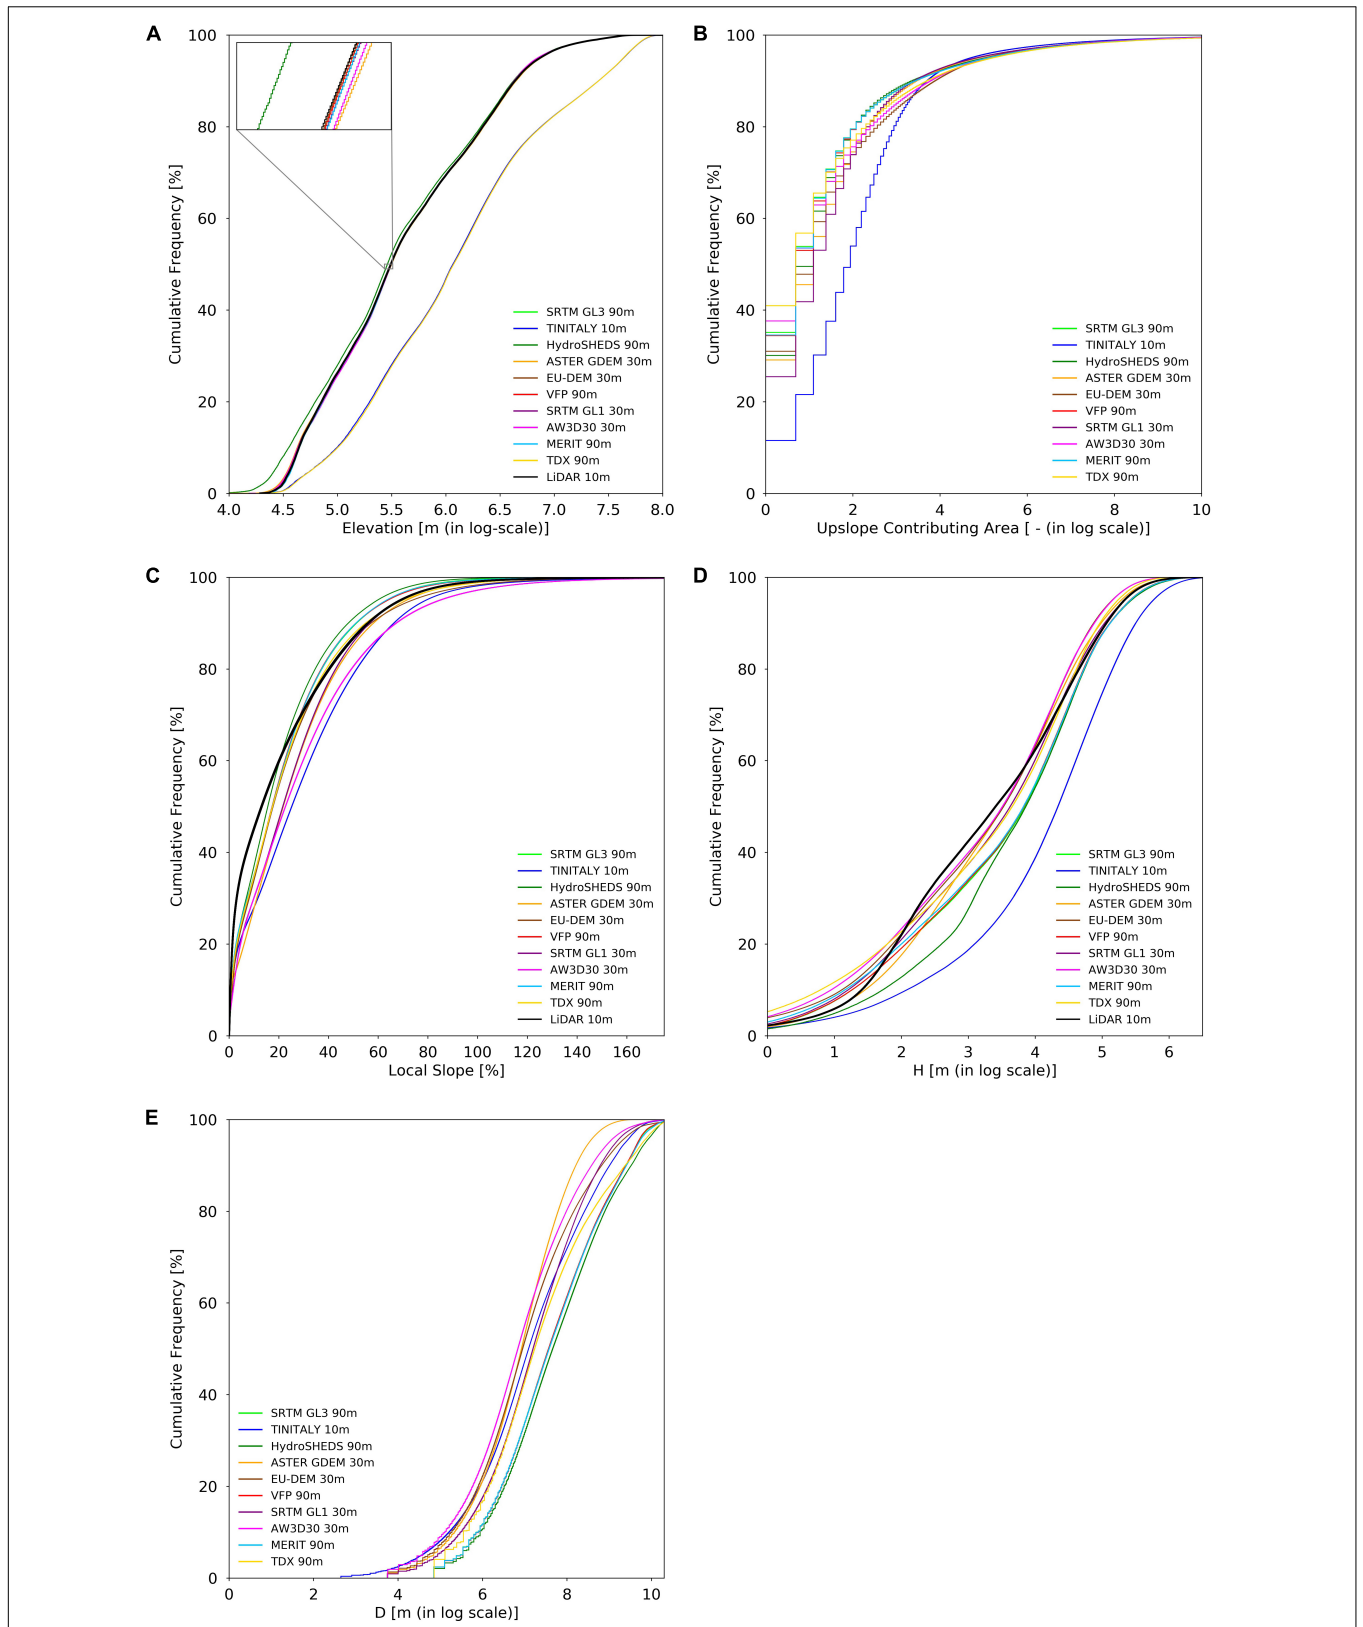 A
Cumulative Frequency [%]
100
80
60
40
20
0
4.0 4.5 5.0 5.5 6.0 6.5 7.0 7.5 8.0
Elevation [m (in log-scale)]
SRTM GL3 90m
TINITALY 10m
HydroSHEDS 90m
ASTER GDEM 30m
EU-DEM 30m
VFP 90m
SRTM GL1 30m
AW3D30 30m
MERIT 90m
TDX 90m
LiDAR 10m
B
Cumulative Frequency [%]
100
80
60
40
20
0
0 2 4 6 8 10
Upslope Contributing Area [ - (in log scale)]
SRTM GL3 90m
TINITALY 10m
HydroSHEDS 90m
ASTER GDEM 30m
EU-DEM 30m
VFP 90m
SRTM GL1 30m
AW3D30 30m
MERIT 90m
TDX 90m
C
Cumulative Frequency [%]
100
80
60
40
20
0
0 20 40 60 80 100 120 140 160
Local Slope [%]
SRTM GL3 90m
TINITALY 10m
HydroSHEDS 90m
ASTER GDEM 30m
EU-DEM 30m
VFP 90m
SRTM GL1 30m
AW3D30 30m
MERIT 90m
TDX 90m
LiDAR 10m
D
Cumulative Frequency [%]
100
80
60
40
20
0
0 1 2 3 4 5 6
H [m (in log scale)]
SRTM GL3 90m
TINITALY 10m
HydroSHEDS 90m
ASTER GDEM 30m
EU-DEM 30m
VFP 90m
SRTM GL1 30m
AW3D30 30m
MERIT 90m
TDX 90m
LiDAR 10m
E
Cumulative Frequency [%]
100
80
60
40
20
0
0 2 4 6 8 10
D [m (in log scale)]
SRTM GL3 90m
TINITALY 10m
HydroSHEDS 90m
ASTER GDEM 30m
EU-DEM 30m
VFP 90m
SRTM GL1 30m
AW3D30 30m
MERIT 90m
TDX 90m